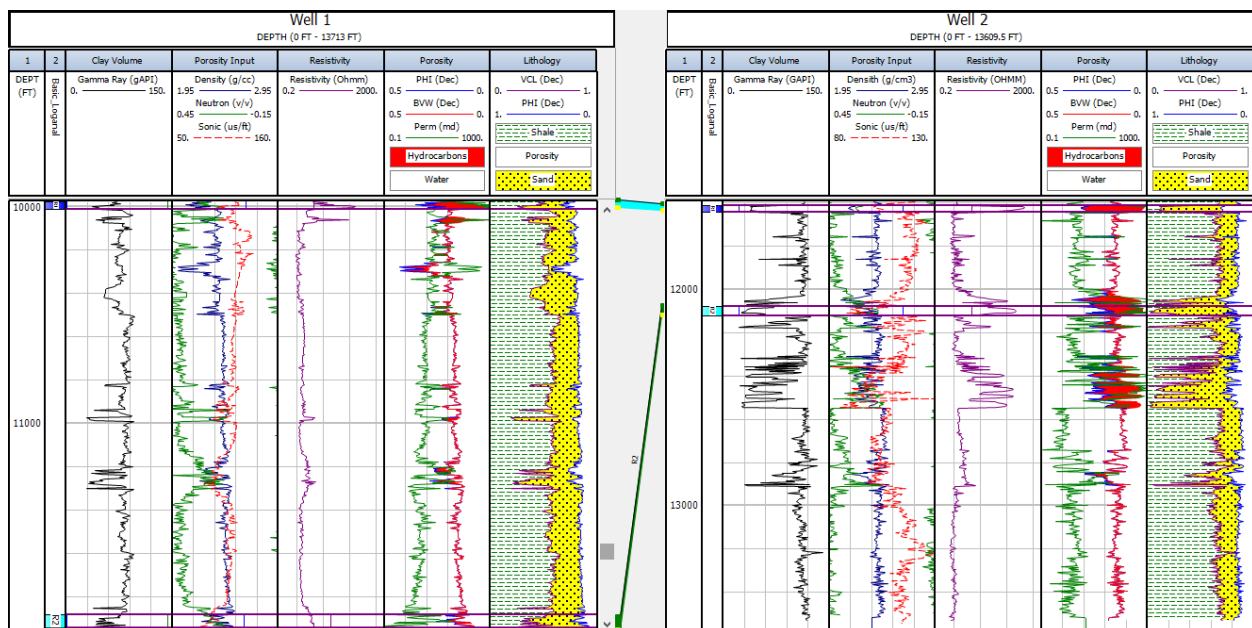 Well 1
DEPTH (0 FT - 13713 FT)
1 2 Clay Volume Porosity Input Resistivity Porosity Lithology
DEPT
(FT)
Basic_Loganal
Gamma Ray (gAPI)
0. 150.
Density (g/cc)
1.95 2.95
Neutron (v/v)
0.45 -0.15
Sonic (us/ft)
50. 160.
Resistivity (Ohmm)
0.2 2000.
PHI (Dec)
0.5 0.
BVW (Dec)
0.5 0.
Perm (md)
0.1 1000.
Hydrocarbons
Water
VCL (Dec)
0. 1.
PHI (Dec)
1. 0.
Shale
Porosity
Sand
10000
11000
R2
R2
Well 2
DEPTH (0 FT - 13609.5 FT)
1 2 Clay Volume Porosity Input Resistivity Porosity Lithology
DEPT
(FT)
Basic_Loganal
Gamma Ray (GAPI)
0. 150.
Densith (g/cm3)
1.95 2.95
Neutron (v/v)
0.45 -0.15
Sonic (us/ft)
80. 130.
Resistivity (OHMM)
0.2 2000.
PHI (Dec)
0.5 0.
BVW (Dec)
0.5 0.
Perm (md)
0.1 1000.
Hydrocarbons
Water
VCL (Dec)
0. 1.
PHI (Dec)
1. 0.
Shale
Porosity
Sand
12000
13000